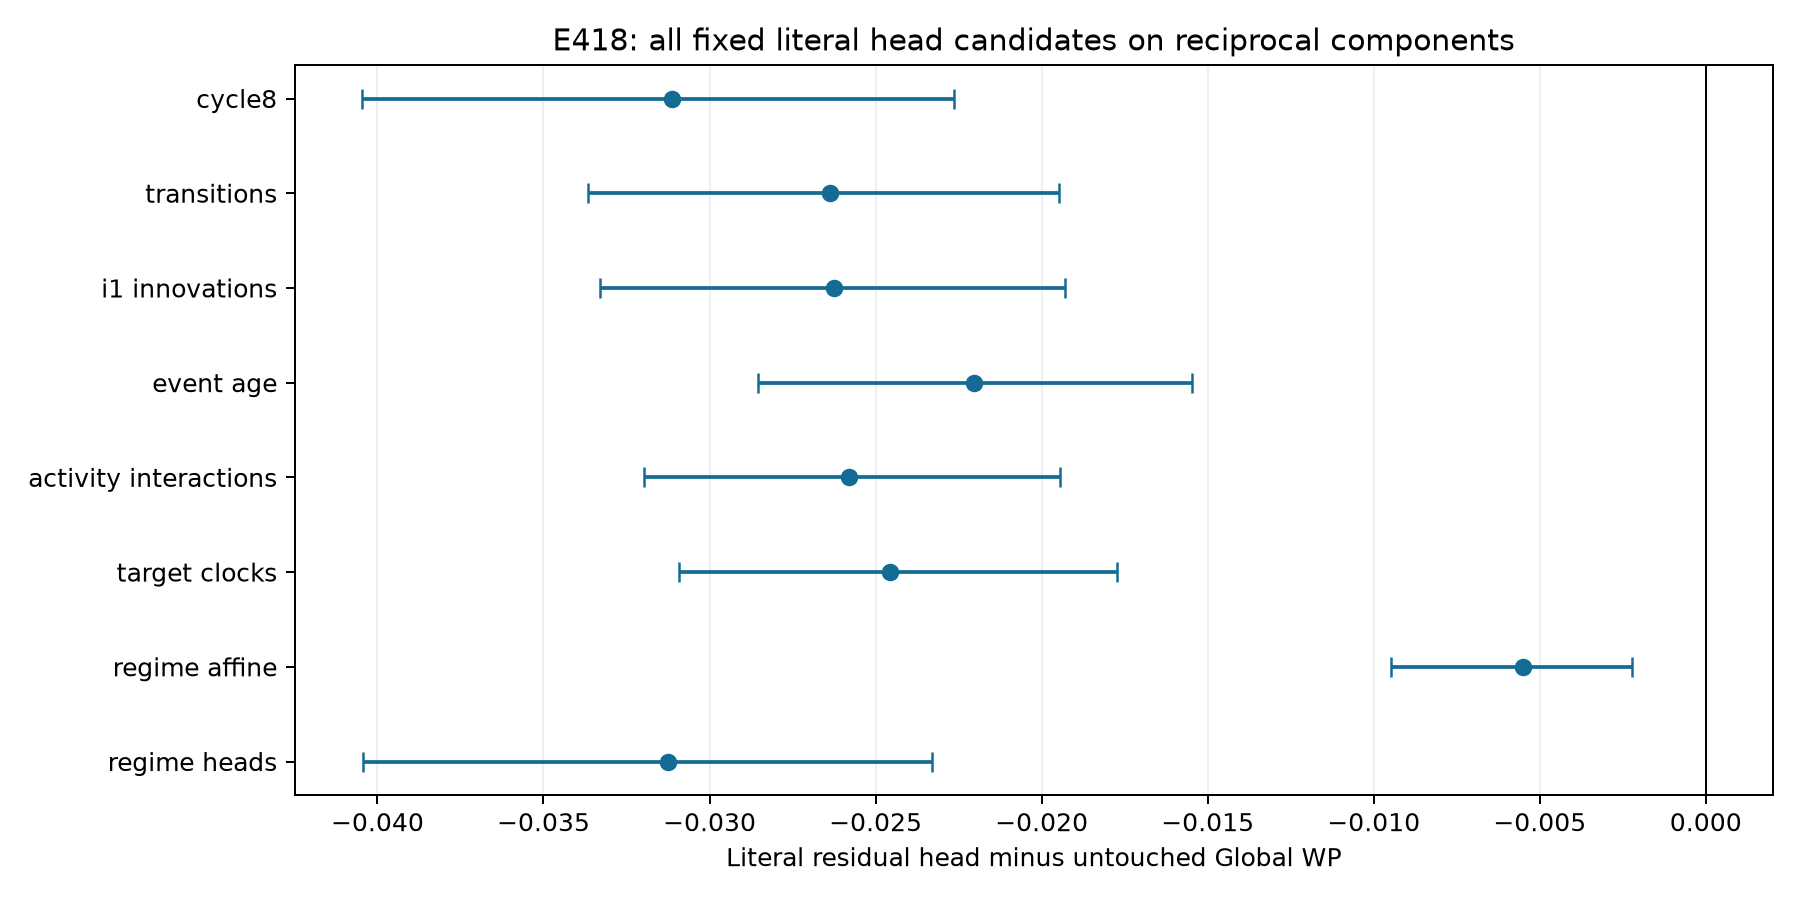 E418: all fixed literal head candidates on reciprocal components
cycle8
transitions
i1 innovations
event age
activity interactions
target clocks
regime affine
regime heads
−0.040 −0.035 −0.030 −0.025 −0.020 −0.015 −0.010 −0.005 0.000
Literal residual head minus untouched Global WP